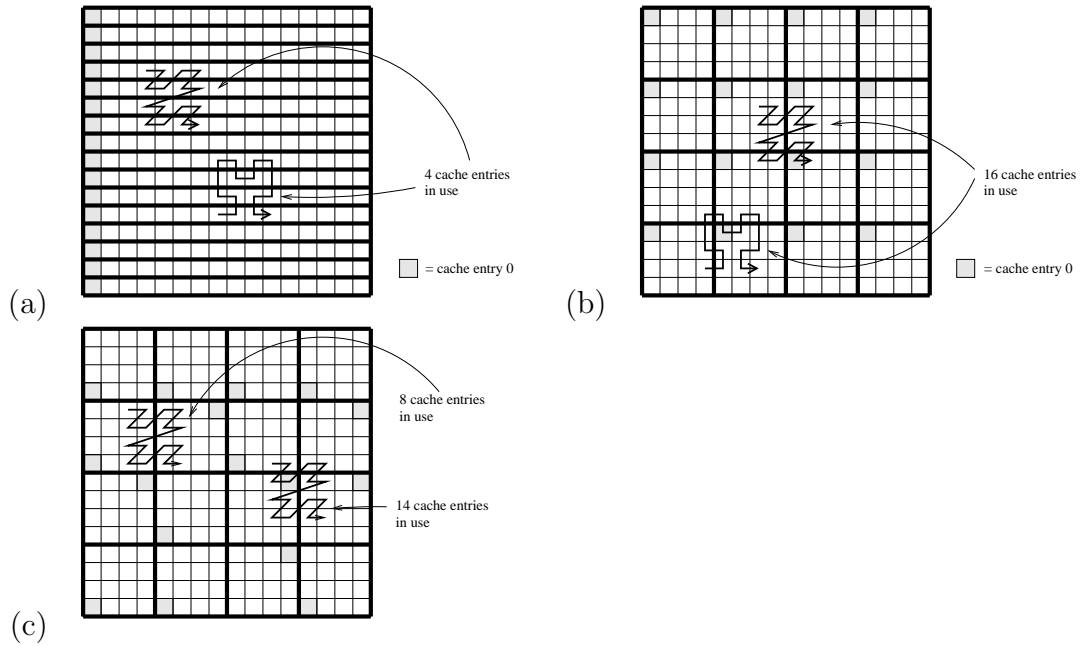 4 cache entries
in use
= cache entry 0
(a)
16 cache entries
in use
= cache entry 0
(b)
8 cache entries
in use
14 cache entries
in use
(c)